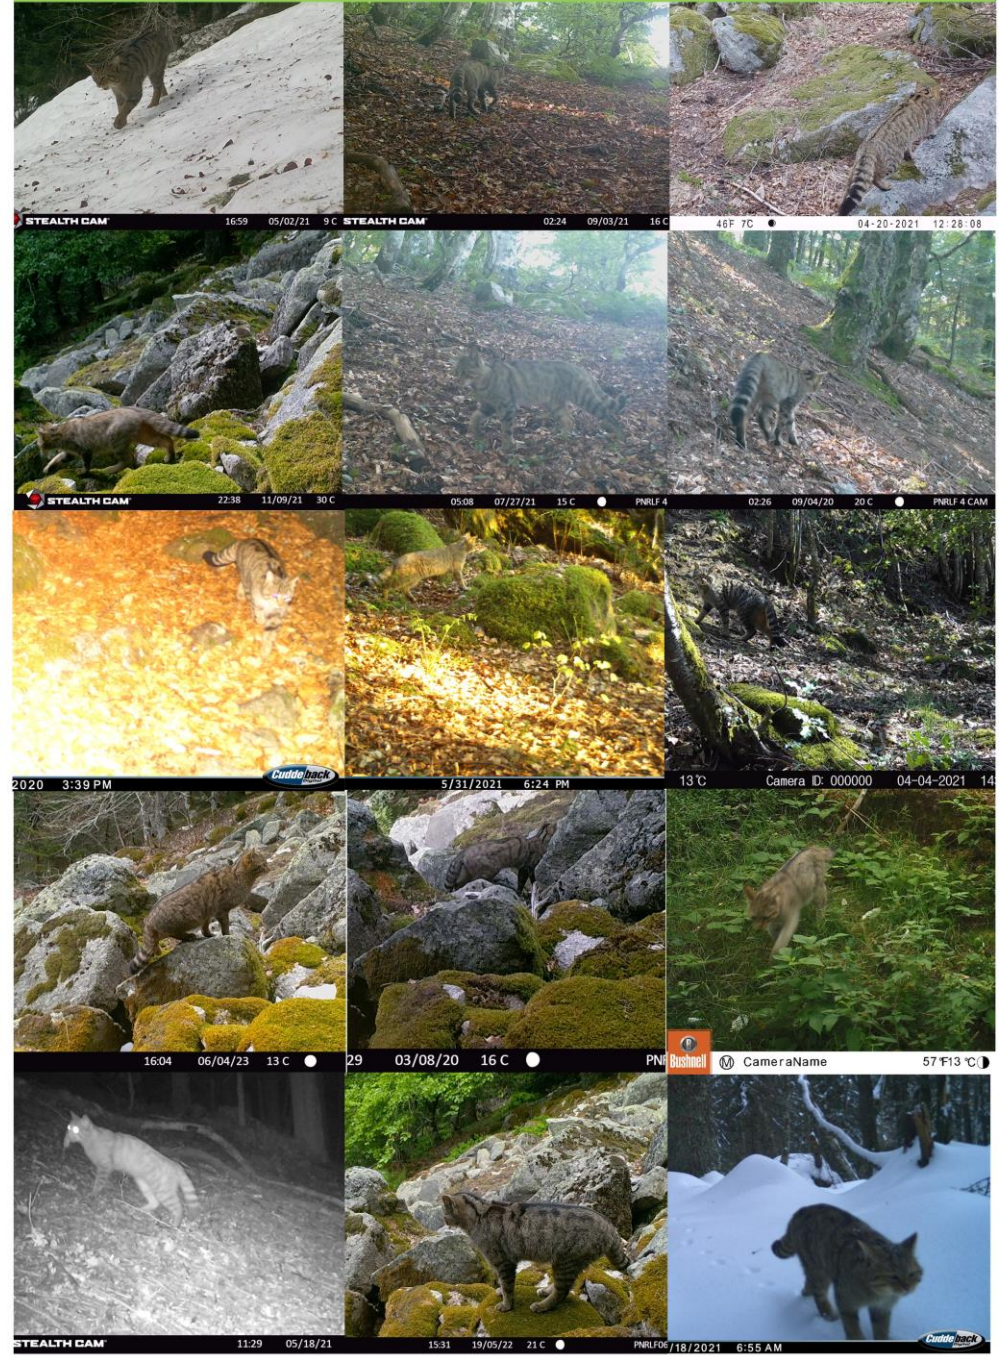 STEALTH CAM 16:59 05/02/21 9 C
STEALTH CAM 02:24 09/03/21 16 C
46F 7C 04-20-2021 12:28:08
STEALTH CAM 22:38 11/09/21 30 C
05:08 07/27/21 15 C PNRLF 4
02:26 09/04/20 20 C PNRLF 4 CAM
2020 3:39 PM Cuddeback
5/31/2021 6:24 PM
13°C Camera ID: 000000 04-04-2021 14
16:04 06/04/23 13 C
29 03/08/20 16 C PNR
Bushnell M CameraName 57°F13 °C
STEALTH CAM 11:29 05/18/21
15:31 19/05/22 21 C PNRLF06
/18/2021 6:55 AM Cuddeback